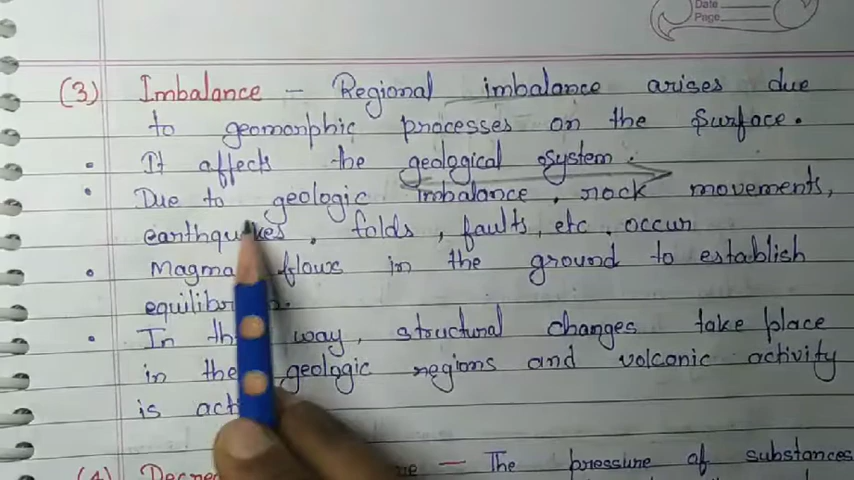 Date
Page
(3) Imbalance - Regional imbalance arises due
to geomorphic processes on the surface.
• It affects the geological system.
• Due to geologic imbalance, rock movements,
earthquakes, folds, faults, etc. occur
• Magma flows in the ground to establish
• In way, structural changes take place
in the geologic regions and volcanic activity
is
(4) — The pressure of substances